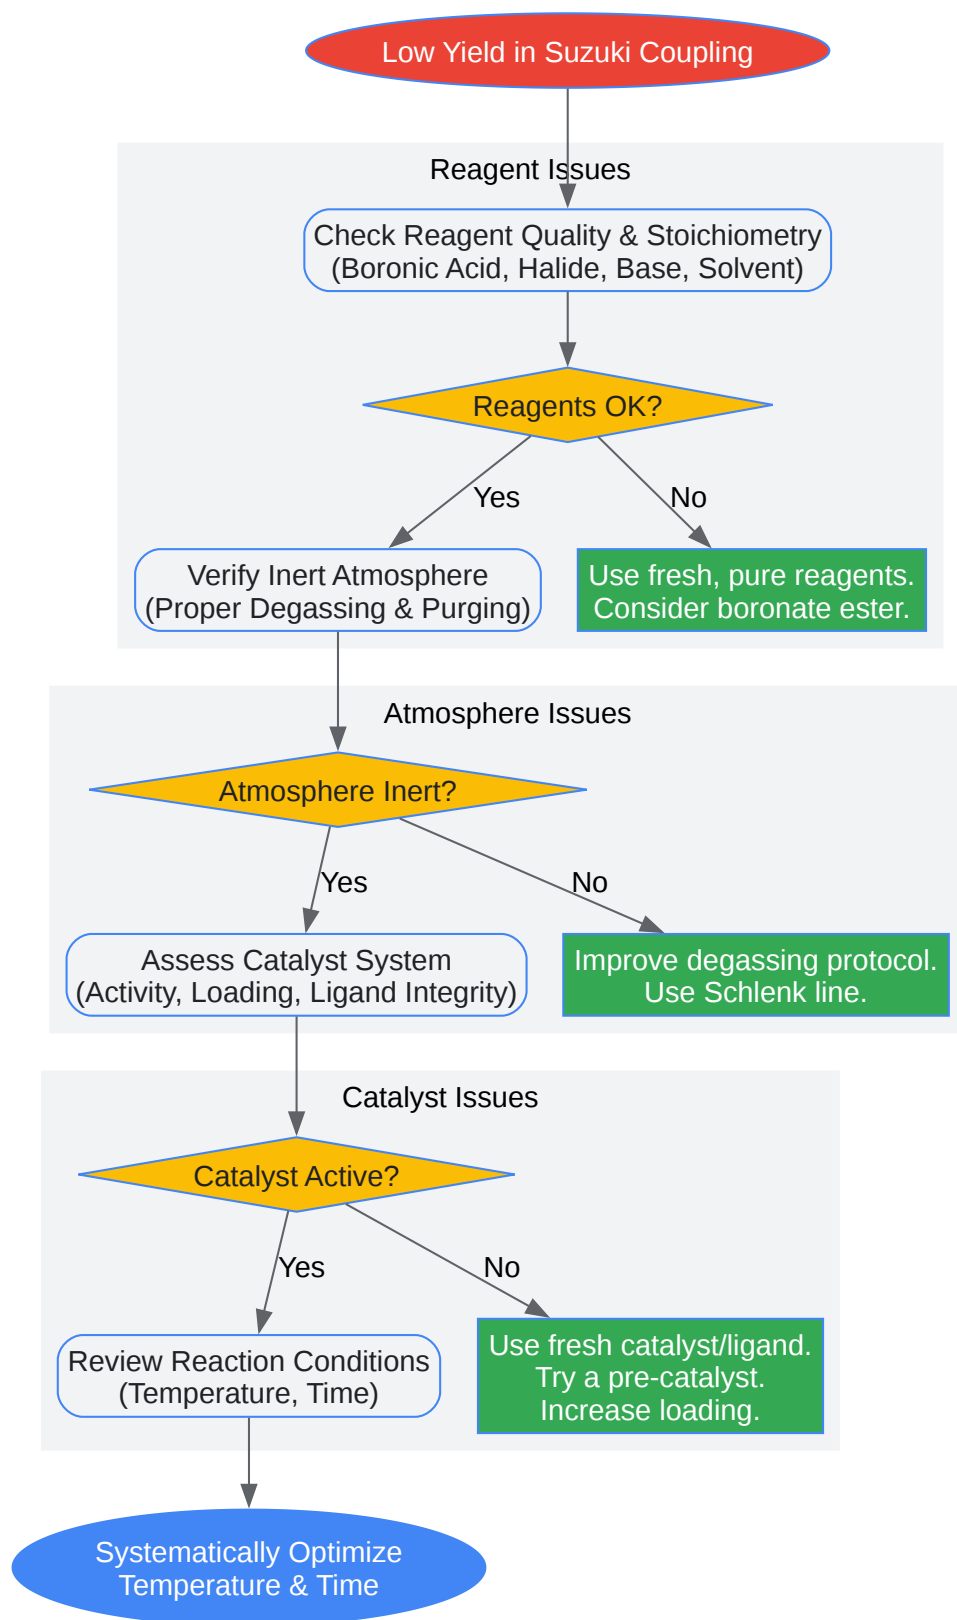 Low Yield in Suzuki Coupling
Reagent Issues
Check Reagent Quality & Stoichiometry
(Boronic Acid, Halide, Base, Solvent)
Reagents OK?
Yes
No
Verify Inert Atmosphere
(Proper Degassing & Purging)
Use fresh, pure reagents.
Consider boronate ester.
Atmosphere Issues
Atmosphere Inert?
Yes
No
Assess Catalyst System
(Activity, Loading, Ligand Integrity)
Improve degassing protocol.
Use Schlenk line.
Catalyst Issues
Catalyst Active?
Yes
No
Review Reaction Conditions
(Temperature, Time)
Use fresh catalyst/ligand.
Try a pre-catalyst.
Increase loading.
Systematically Optimize
Temperature & Time